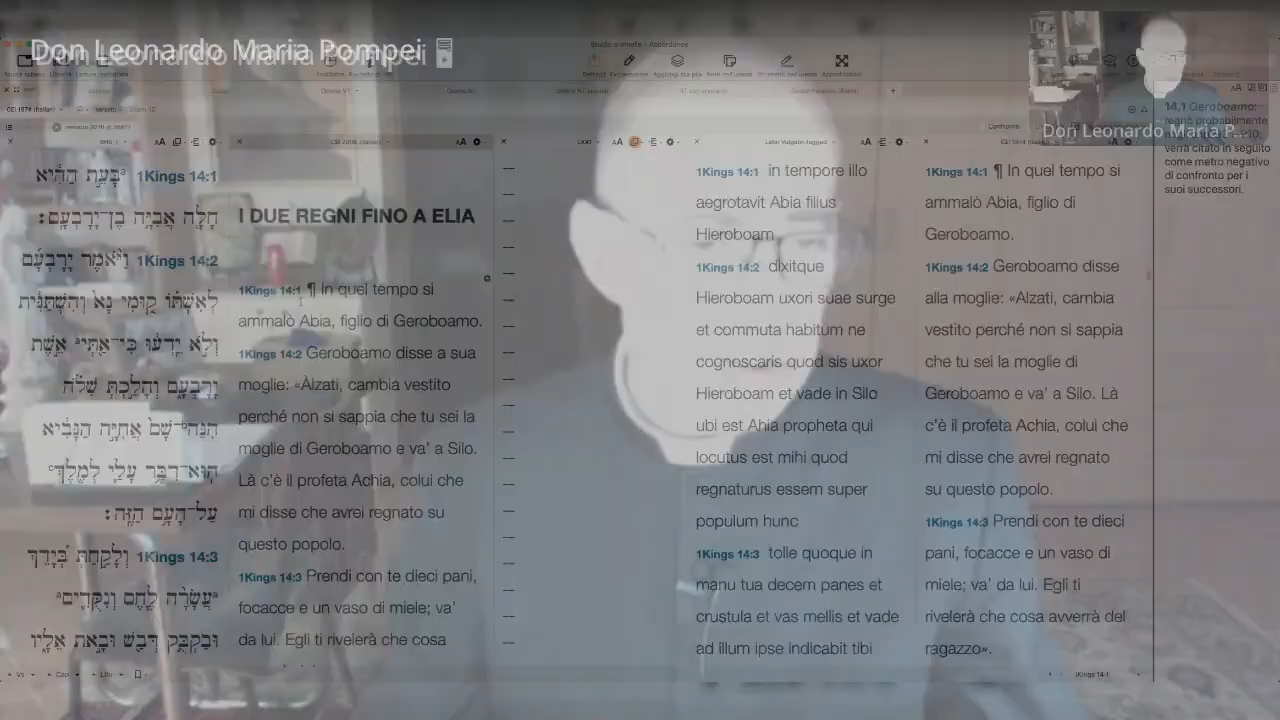 Don Leonardo Maria Pompei
Studio e omelie - Abbordanze
Don Leonardo Maria P...
Confronta
CEI 1974 (Italian)
1Kings 14:1 בָּעֵת הַהִיא
חָלָה אֲבִיָּה בֶן־יָרָבְעָם׃
1Kings 14:2 וַיֹּאמֶר יָרָבְעָם
לְאִשְׁתּוֹ קוּמִי נָא וְהִשְׁתַּנִּית
וְלֹא יֵדְעוּ כִּי־אַתְּי אֵשֶׁת
יָרָבְעָם וְהָלַכְתְּ שִׁלֹה
הִנֵּה־שָׁם אֲחִיָּה הַנָּבִיא
הוּא־דִבֶּר עָלַי לְמֶלֶךְ
עַל־הָעָם הַזֶּה׃
1Kings 14:3 וְלָקַחַתְּ בְּיָדֵךְ
עֲשָׂרָה לֶחֶם וְנִקֻּדִים
וּבַקְבֻּק דְּבַשׁ וּבָאת אֵלָיו
I DUE REGNI FINO A ELIA
1Kings 14:1 ¶ In quel tempo si
ammalò Abia, figlio di Geroboamo.
1Kings 14:2 Geroboamo disse a sua
moglie: «Àlzati, cambia vestito
perché non si sappia che tu sei la
moglie di Geroboamo e va' a Silo.
Là c'è il profeta Achia, colui che
mi disse che avrei regnato su
questo popolo.
1Kings 14:3 Prendi con te dieci pani,
focacce e un vaso di miele; va'
da lui. Egli ti rivelerà che cosa
1Kings 14:1 in tempore illo
aegrotavit Abia filius
Hieroboam
1Kings 14:2 dixitque
Hieroboam uxori suae surge
et commuta habitum ne
cognoscaris quod sis uxor
Hieroboam et vade in Silo
ubi est Ahia propheta qui
locutus est mihi quod
regnaturus essem super
populum hunc
1Kings 14:3 tolle quoque in
manu tua decem panes et
crustula et vas mellis et vade
ad illum ipse indicabit tibi
1Kings 14:1 ¶ In quel tempo si
ammalò Abia, figlio di
Geroboamo.
1Kings 14:2 Geroboamo disse
alla moglie: «Alzati, cambia
vestito perché non si sappia
che tu sei la moglie di
Geroboamo e va' a Silo. Là
c'è il profeta Achia, colui che
mi disse che avrei regnato
su questo popolo.
1Kings 14:3 Prendi con te dieci
pani, focacce e un vaso di
miele; va' da lui. Egli ti
rivelerà che cosa avverrà del
ragazzo».
14,1 Geroboamo:
regnò probabilmente
verrà citato in seguito
come metro negativo
di confronto per i
suoi successori.
1Kings 14:1